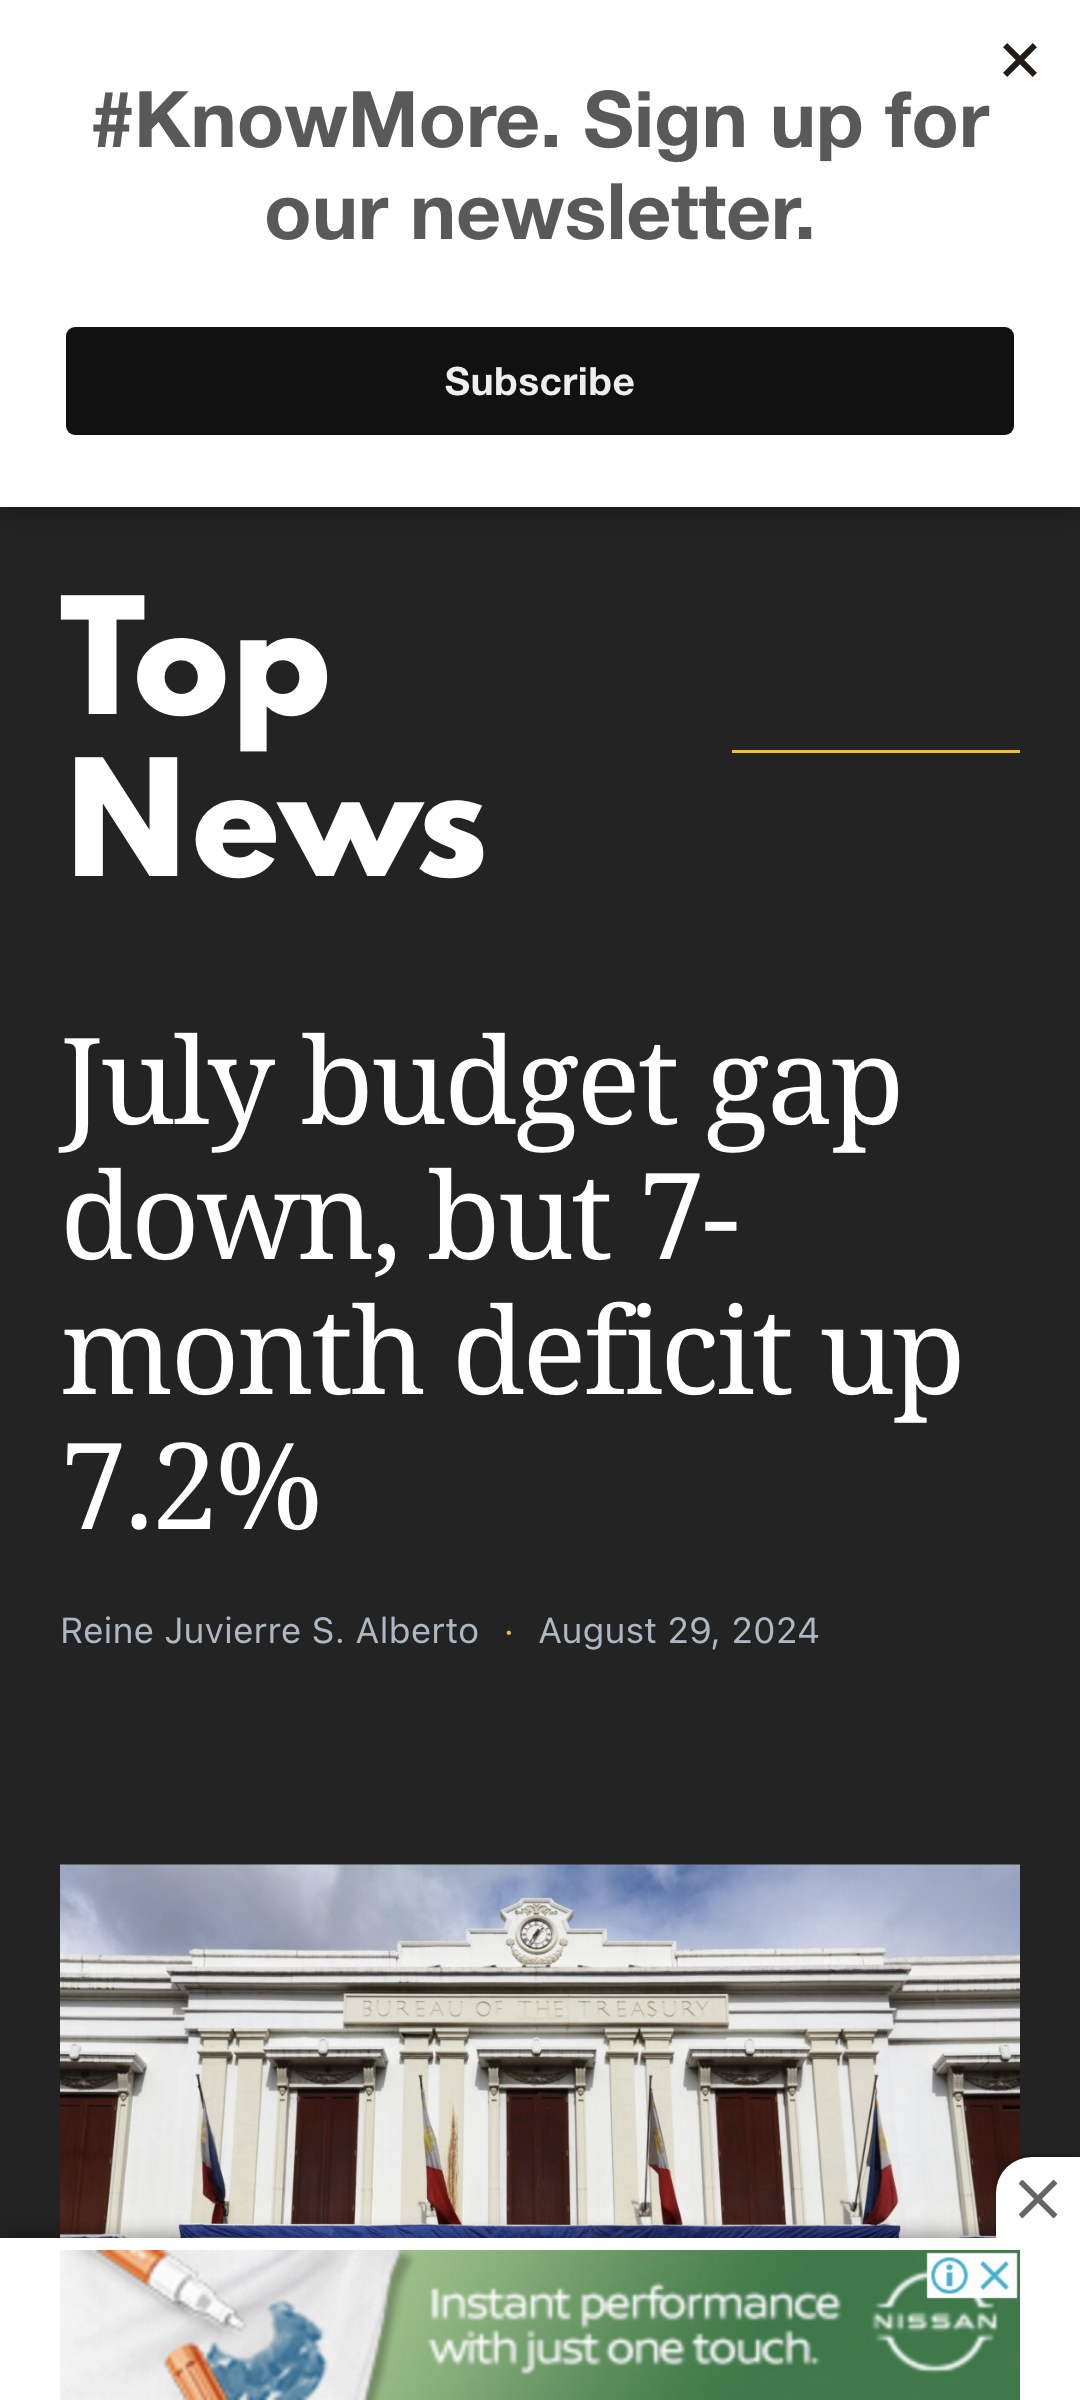 #KnowMore. Sign up for
our newsletter.
Subscribe
Top
News
July budget gap
down, but 7-
month deficit up
7.2%
Reine Juvierre S. Alberto · August 29, 2024
BUREAU OF THE TREASURY
Instant performance
with just one touch.
NISSAN